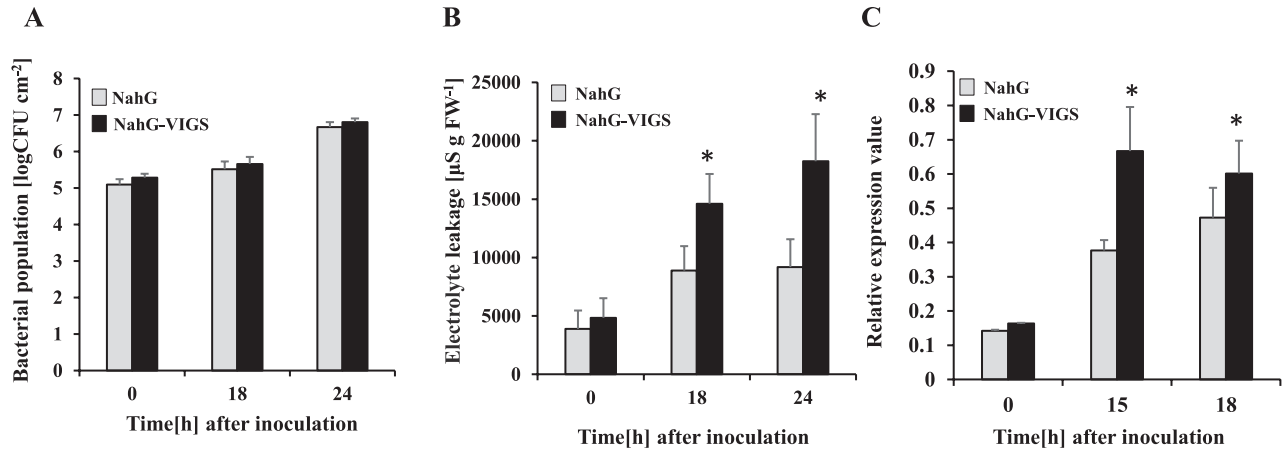 A
Bacterial population [logCFU cm-2]
8
7
6
5
4
3
2
1
0
NahG
NahG-VIGS
0 18 24
Time[h] after inoculation
B
Electrolyte leakage [µS g FW-1]
25000
20000
15000
10000
5000
0
NahG
NahG-VIGS
*
*
0 18 24
Time[h] after inoculation
C
Relative expression value
0.9
0.8
0.7
0.6
0.5
0.4
0.3
0.2
0.1
0
NahG
NahG-VIGS
*
*
0 15 18
Time[h] after inoculation